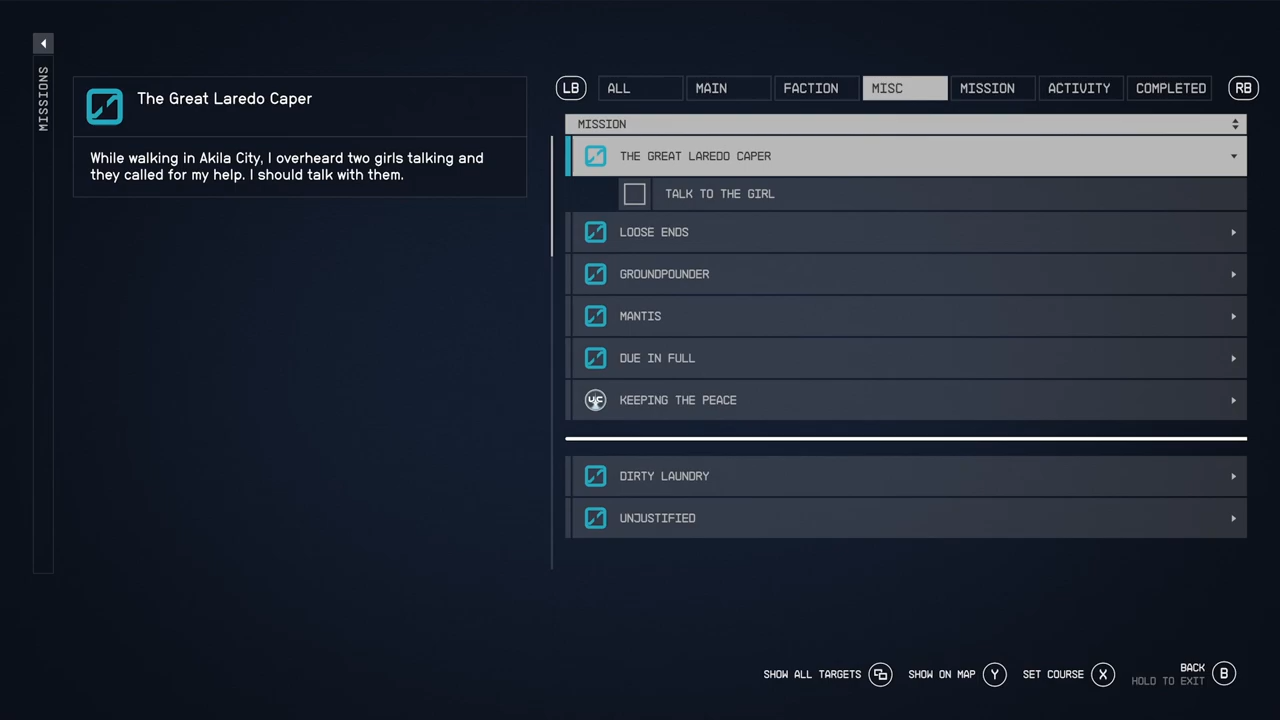 MISSIONS
The Great Laredo Caper
While walking in Akila City, I overheard two girls talking and
they called for my help. I should talk with them.
LB ALL MAIN FACTION MISC MISSION ACTIVITY COMPLETED RB
MISSION
THE GREAT LAREDO CAPER
TALK TO THE GIRL
LOOSE ENDS
GROUNDPOUNDER
MANTIS
DUE IN FULL
UC KEEPING THE PEACE
DIRTY LAUNDRY
UNJUSTIFIED
SHOW ALL TARGETS SHOW ON MAP Y SET COURSE X BACK B
HOLD TO EXIT